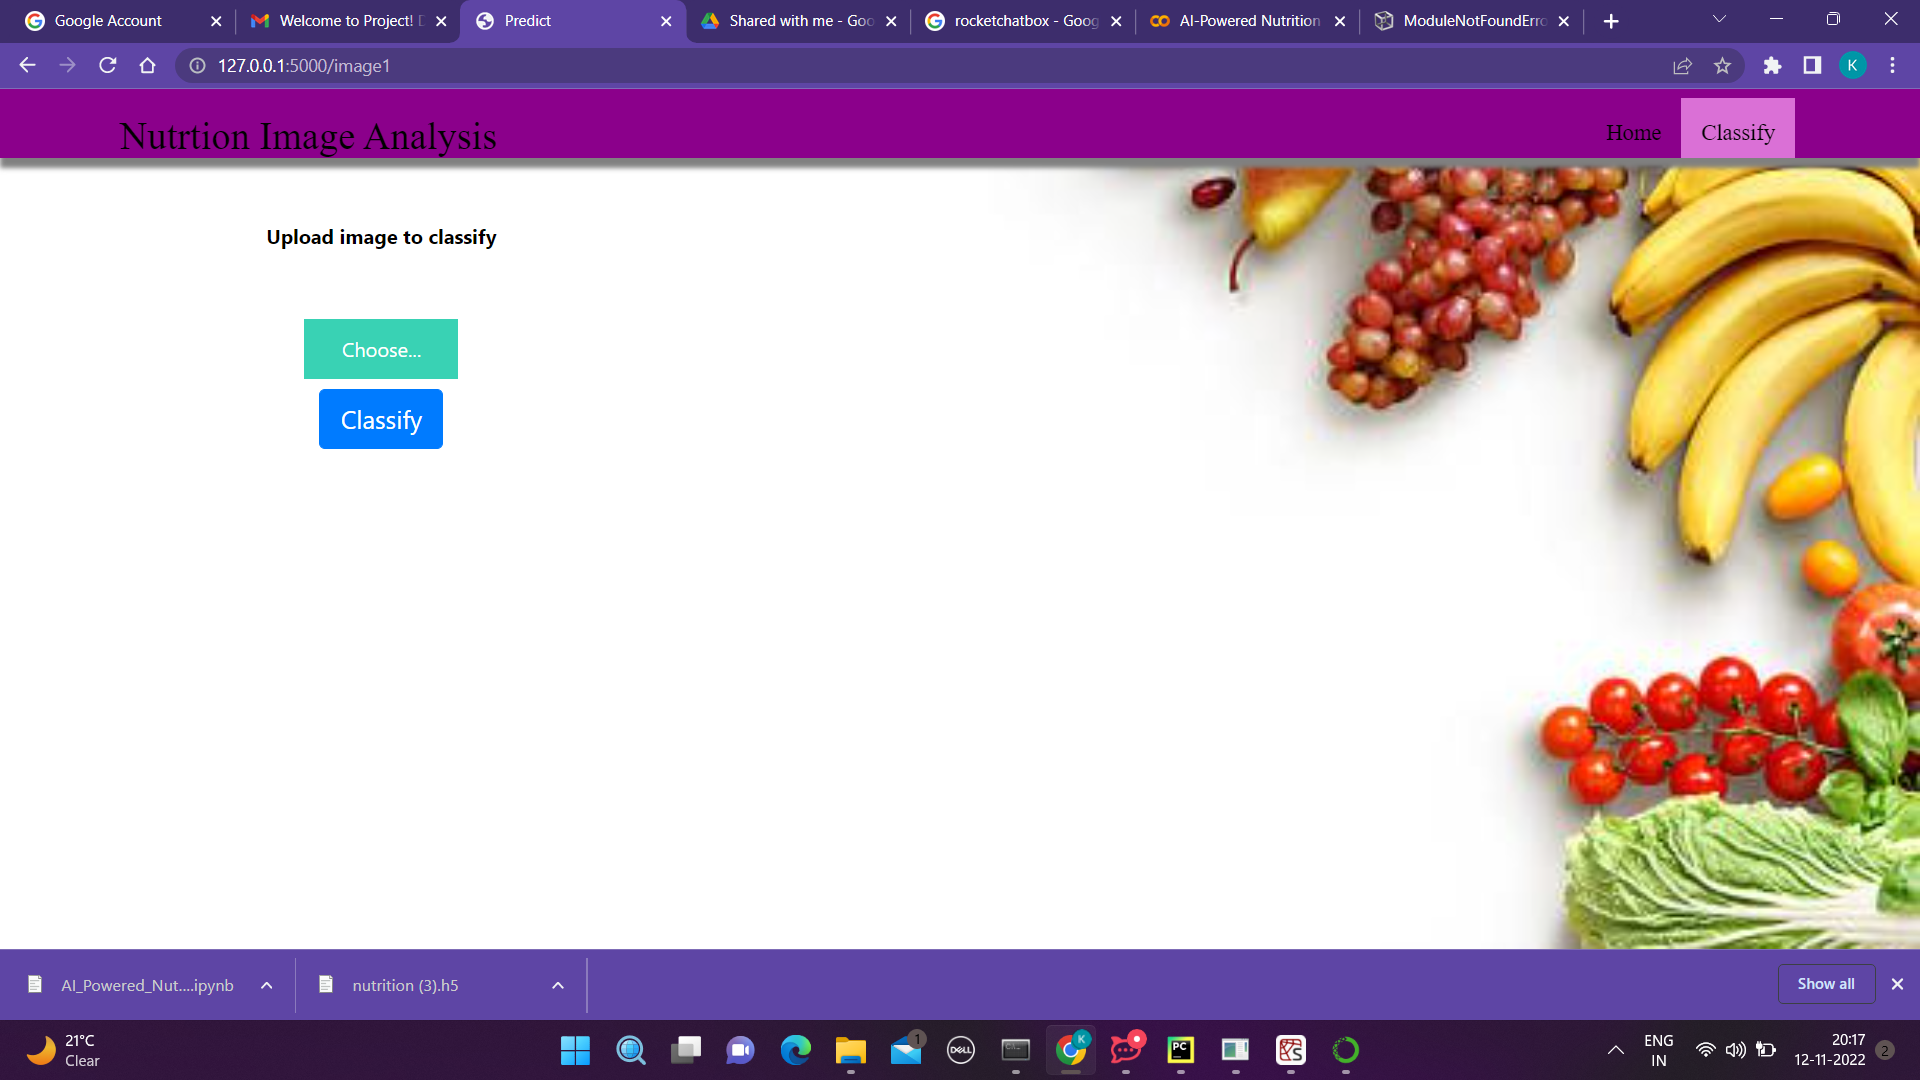 Google Account
Welcome to Project! D
Predict
Shared with me - Goo
rocketchatbox - Goog
AI-Powered Nutrition
ModuleNotFoundErro
127.0.0.1:5000/image1
K
Nutrtion Image Analysis
Home
Classify
Upload image to classify
Choose...
Classify
AI_Powered_Nut....ipynb
nutrition (3).h5
Show all
21°C
Clear
1
DELL
K
PC
ENG
IN
20:17
12-11-2022
2